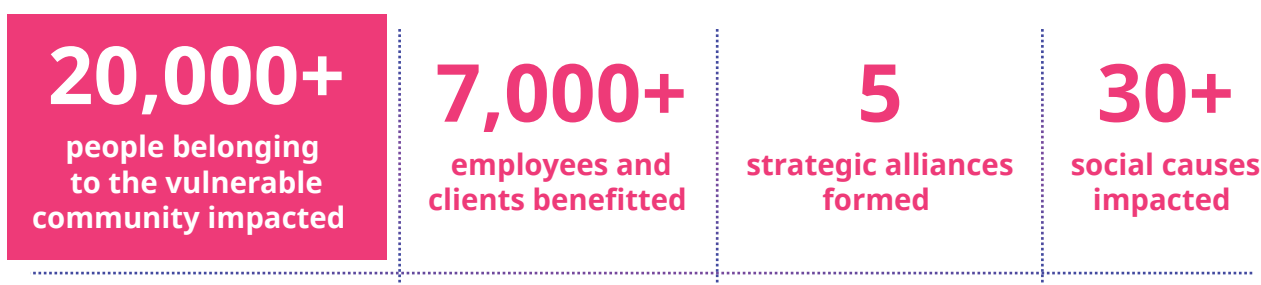 20,000+
people belonging
to the vulnerable
community impacted
7,000+
employees and
clients benefitted
5
strategic alliances
formed
30+
social causes
impacted